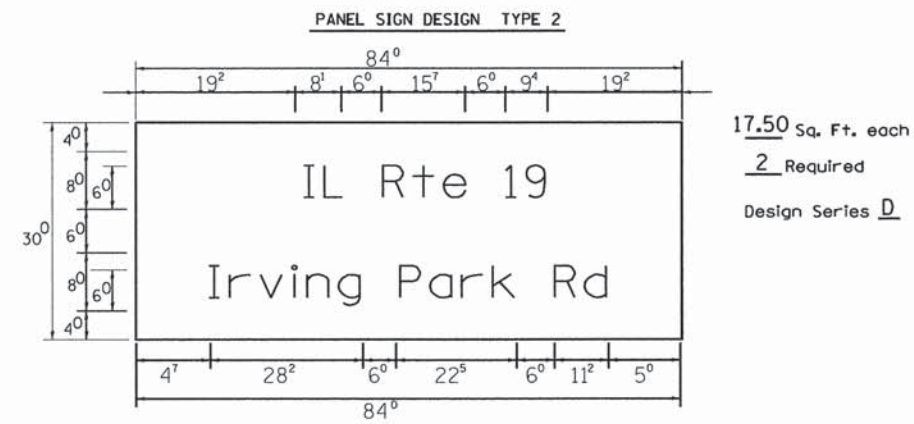 PANEL SIGN DESIGN TYPE 2
84⁰
19² 8¹ 6⁰ 15⁷ 6⁰ 9⁴ 19²
17.50 Sq. Ft. each
2 Required
Design Series D
30⁰
4⁰
8⁰ 6⁰
6⁰
8⁰ 6⁰
4⁰
IL Rte 19
Irving Park Rd
4⁷ 28² 6⁰ 22⁵ 6⁰ 11² 5⁰
84⁰